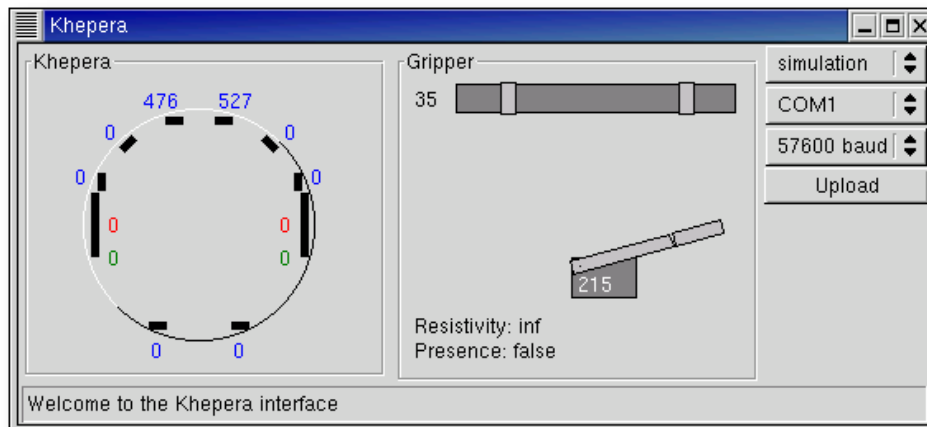 Khepera
Khepera
476 527
0 0
0 0
0 0
0 0
0 0
Gripper
35
215
Resistivity: inf
Presence: false
simulation
COM1
57600 baud
Upload
Welcome to the Khepera interface